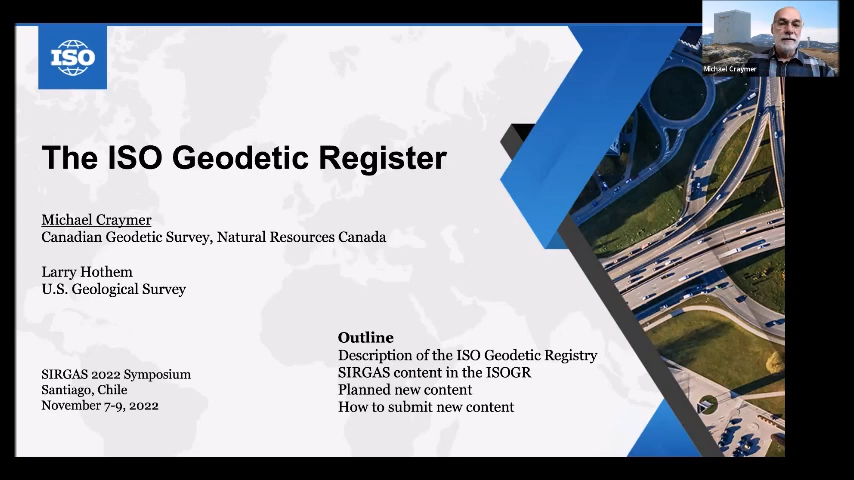 ISO
Michael Craymer
The ISO Geodetic Register
Michael Craymer
Canadian Geodetic Survey, Natural Resources Canada
Larry Hothem
U.S. Geological Survey
Outline
Description of the ISO Geodetic Registry
SIRGAS content in the ISOGR
Planned new content
How to submit new content
SIRGAS 2022 Symposium
Santiago, Chile
November 7-9, 2022